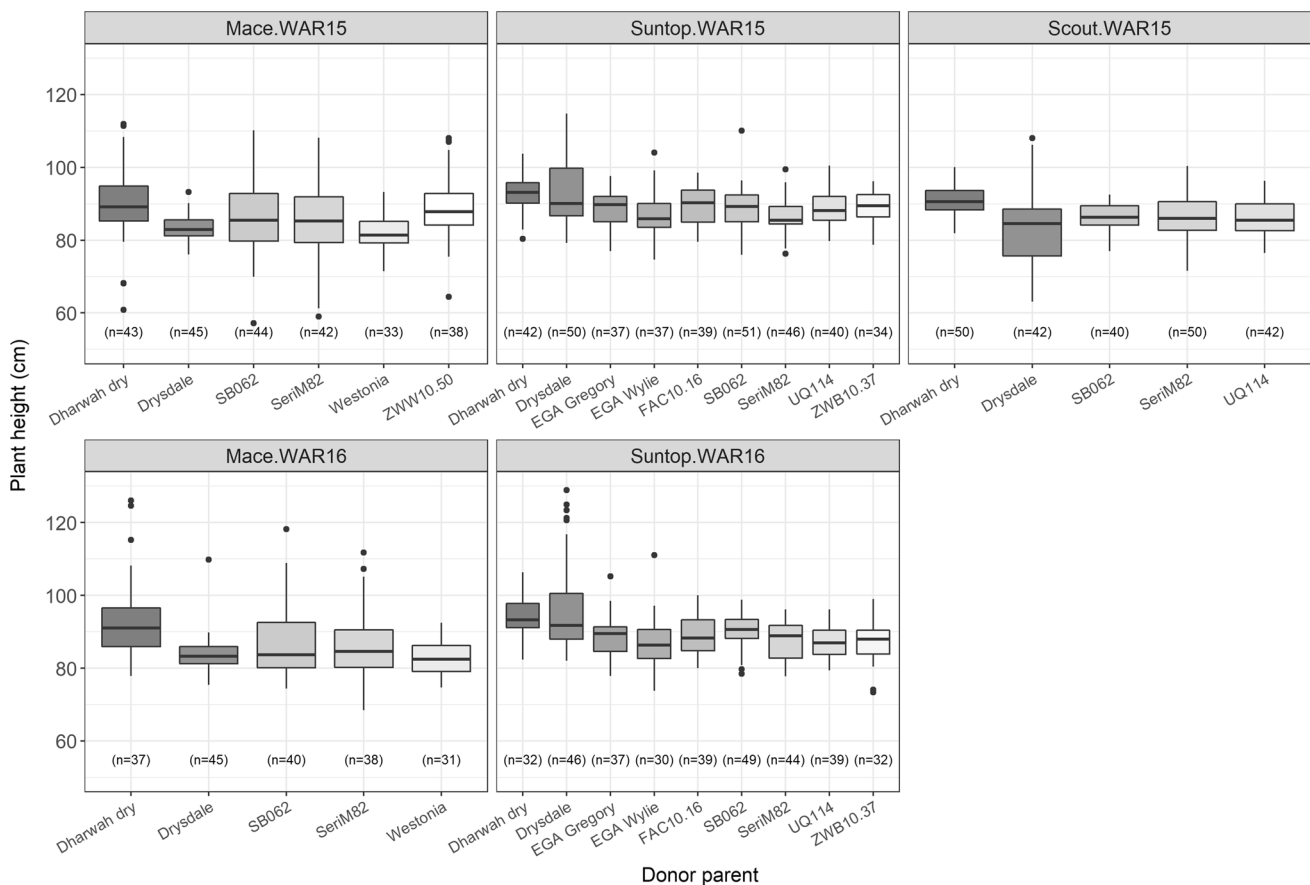 Mace.WAR15 Suntop.WAR15 Scout.WAR15
120
100
80
60
(n=43) (n=45) (n=44) (n=42) (n=33) (n=38) (n=42) (n=50) (n=37) (n=37) (n=39) (n=51) (n=46) (n=40) (n=34) (n=50) (n=42) (n=40) (n=50) (n=42)
Dharwah dry Drysdale SB062 SeriM82 Westonia ZWW10.50 Dharwah dry Drysdale EGA Gregory EGA Wylie FAC10.16 SB062 SeriM82 UQ114 ZWB10.37 Dharwah dry Drysdale SB062 SeriM82 UQ114
Plant height (cm)
Mace.WAR16 Suntop.WAR16
120
100
80
60
(n=37) (n=45) (n=40) (n=38) (n=31) (n=32) (n=46) (n=37) (n=30) (n=39) (n=49) (n=44) (n=39) (n=32)
Dharwah dry Drysdale SB062 SeriM82 Westonia Dharwah dry Drysdale EGA Gregory EGA Wylie FAC10.16 SB062 SeriM82 UQ114 ZWB10.37
Donor parent